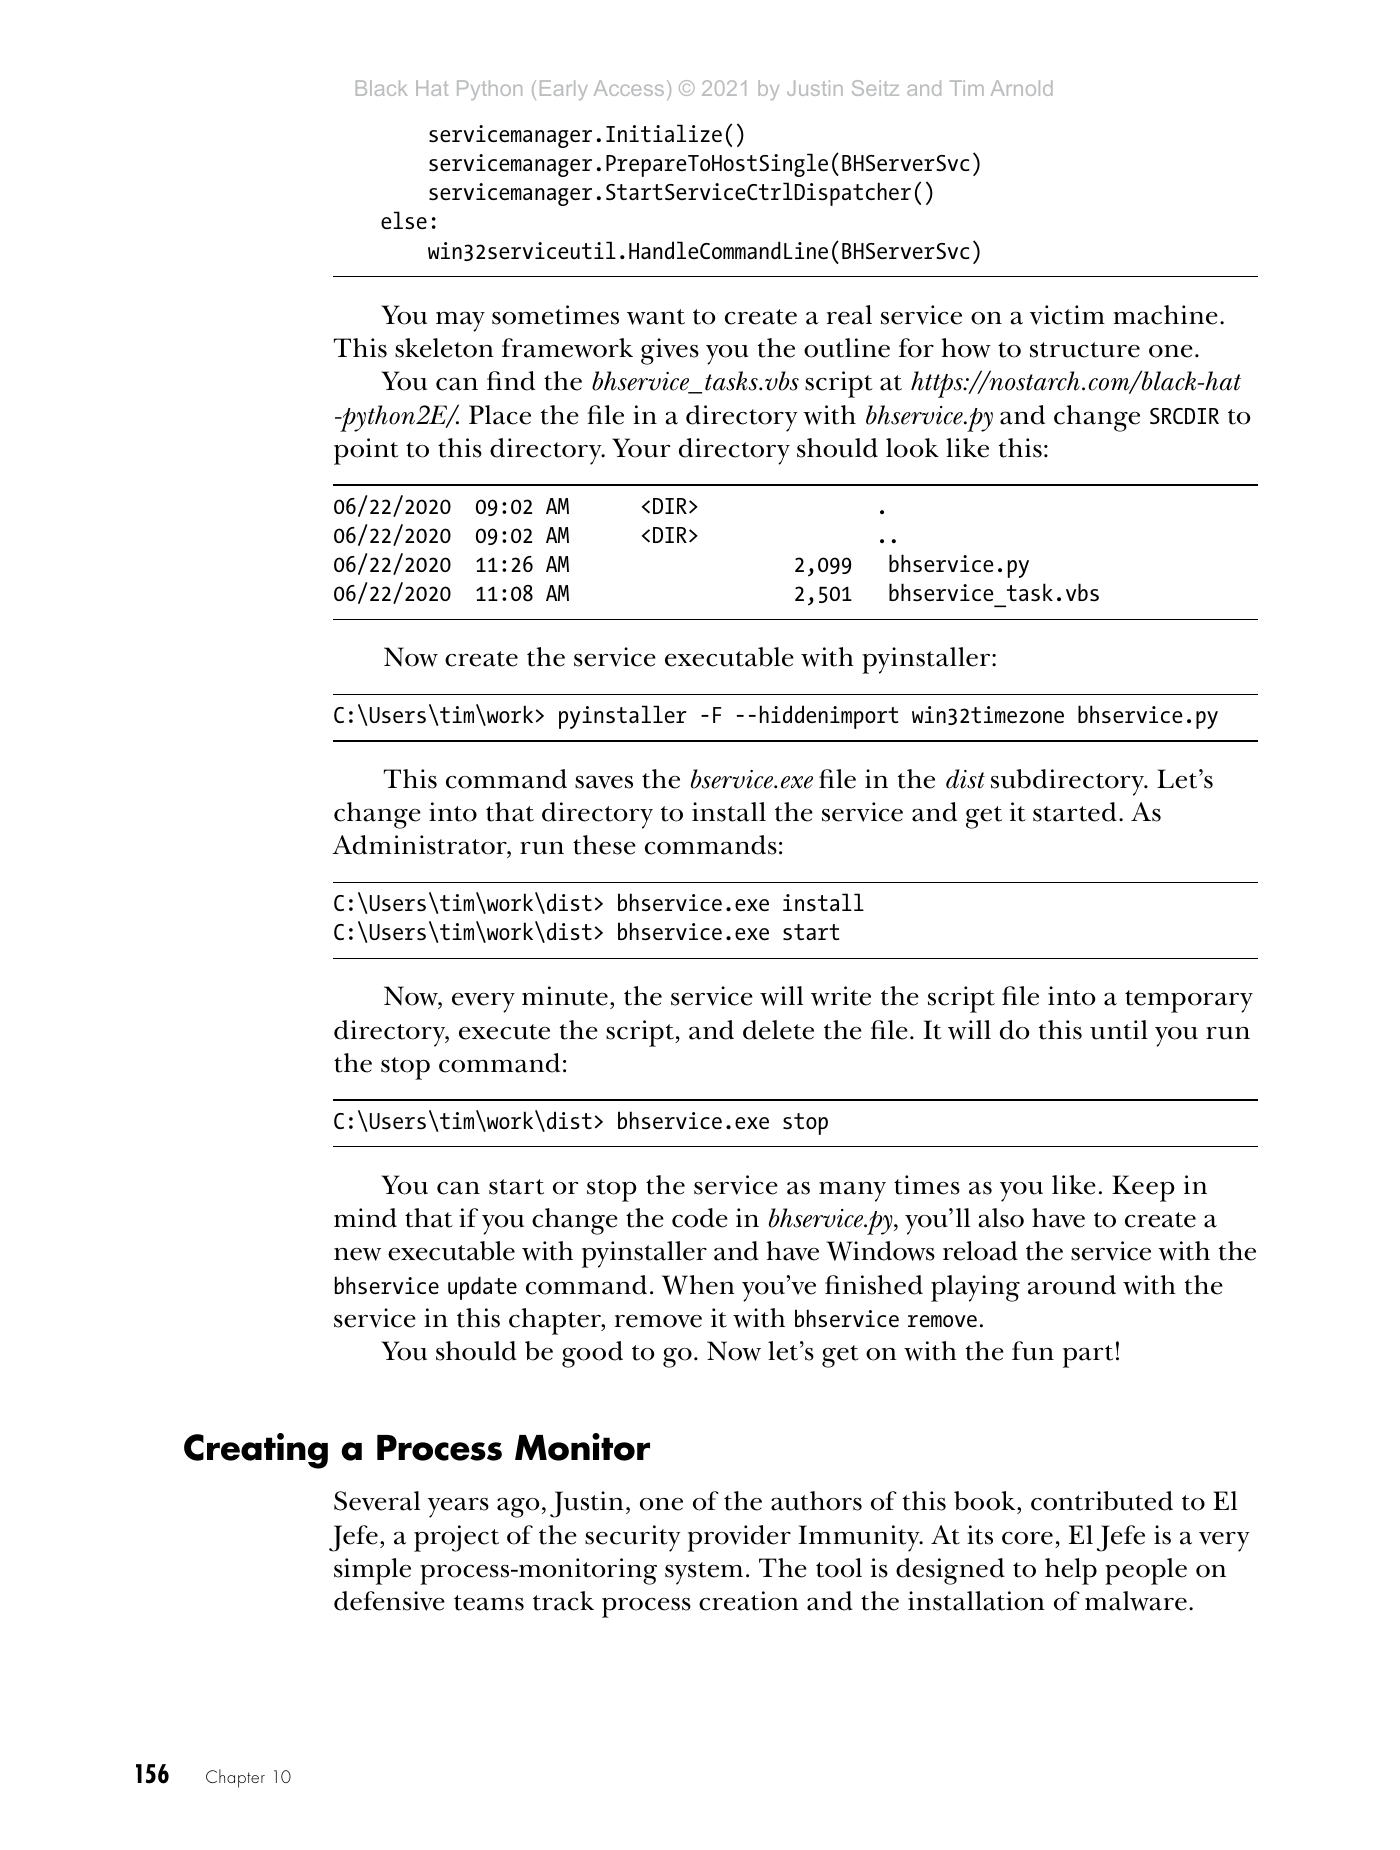 Black Hat Python (Early Access) © 2021 by Justin Seitz and Tim Arnold
servicemanager.Initialize()
servicemanager.PrepareToHostSingle(BHServerSvc)
servicemanager.StartServiceCtrlDispatcher()
else:
win32serviceutil.HandleCommandLine(BHServerSvc)
You may sometimes want to create a real service on a victim machine.
This skeleton framework gives you the outline for how to structure one.
You can find the bhservice_tasks.vbs script at https://nostarch.com/black-hat
-python2E/. Place the file in a directory with bhservice.py and change SRCDIR to
point to this directory. Your directory should look like this:
06/22/2020  09:02 AM      <DIR>               .
06/22/2020  09:02 AM      <DIR>               ..
06/22/2020  11:26 AM                   2,099   bhservice.py
06/22/2020  11:08 AM                   2,501   bhservice_task.vbs
Now create the service executable with pyinstaller:
C:\Users\tim\work> pyinstaller -F --hiddenimport win32timezone bhservice.py
This command saves the bservice.exe file in the dist subdirectory. Let’s
change into that directory to install the service and get it started. As
Administrator, run these commands:
C:\Users\tim\work\dist> bhservice.exe install
C:\Users\tim\work\dist> bhservice.exe start
Now, every minute, the service will write the script file into a temporary
directory, execute the script, and delete the file. It will do this until you run
the stop command:
C:\Users\tim\work\dist> bhservice.exe stop
You can start or stop the service as many times as you like. Keep in
mind that if you change the code in bhservice.py, you’ll also have to create a
new executable with pyinstaller and have Windows reload the service with the
bhservice update command. When you’ve finished playing around with the
service in this chapter, remove it with bhservice remove.
You should be good to go. Now let’s get on with the fun part!
Creating a Process Monitor
Several years ago, Justin, one of the authors of this book, contributed to El
Jefe, a project of the security provider Immunity. At its core, El Jefe is a very
simple process-monitoring system. The tool is designed to help people on
defensive teams track process creation and the installation of malware.
156 Chapter 10